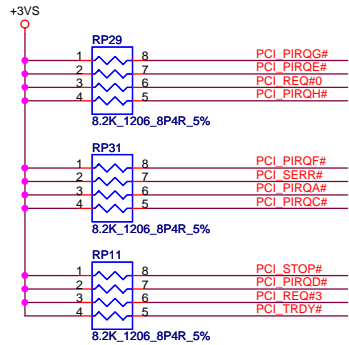 +3VS
RP29
1 8 PCI_PIRQG#
2 7 PCI_PIRQE#
3 6 PCI_REQ#0
4 5 PCI_PIRQH#
8.2K_1206_8P4R_5%
RP31
1 8 PCI_PIRQF#
2 7 PCI_SERR#
3 6 PCI_PIRQA#
4 5 PCI_PIRQC#
8.2K_1206_8P4R_5%
RP11
1 8 PCI_STOP#
2 7 PCI_PIRQD#
3 6 PCI_REQ#3
4 5 PCI_TRDY#
8.2K_1206_8P4R_5%